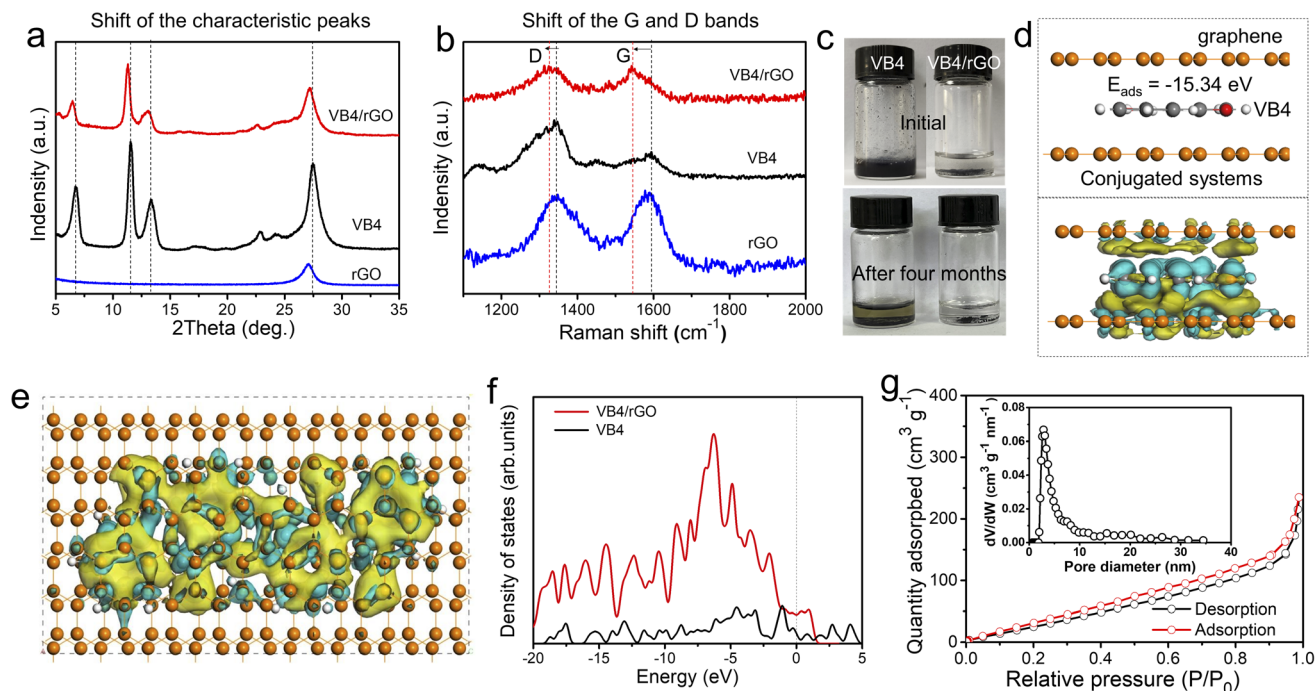 Shift of the characteristic peaks
a
VB4/rGO
VB4
rGO
Indensity (a.u.)
5 10 15 20 25 30 35
2Theta (deg.)
Shift of the G and D bands
b
D
G
VB4/rGO
VB4
rGO
Indensity (a.u.)
1200 1400 1600 1800 2000
Raman shift (cm-1)
c
VB4 VB4/rGO
Initial
After four months
d
graphene
Eads = -15.34 eV
VB4
Conjugated systems
e
f
VB4/rGO
VB4
Density of states (arb.units)
-20 -15 -10 -5 0 5
Energy (eV)
g
400
300
200
100
0
Quantity adsorbed (cm3 g-1)
0.08
0.06
0.04
0.02
0.00
dV/dW (cm3 g-1 nm-1)
0 10 20 30 40
Pore diameter (nm)
Desorption
Adsorption
0.0 0.2 0.4 0.6 0.8 1.0
Relative pressure (P/P0)